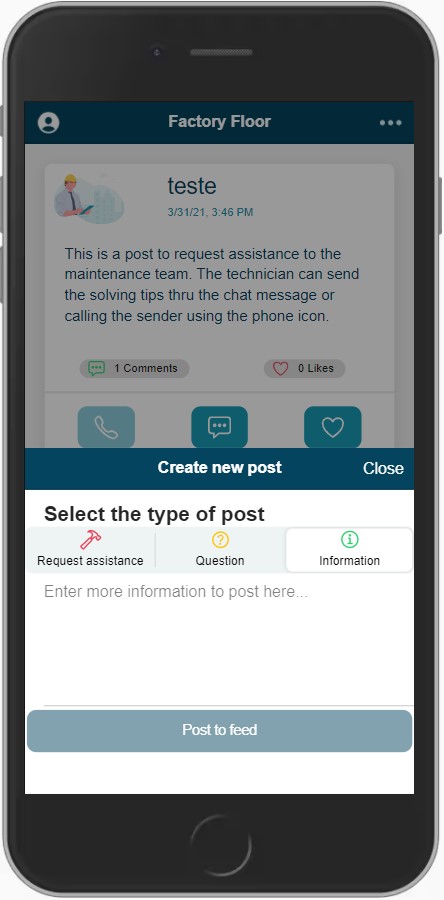 Factory Floor
teste
3/31/21, 3:46 PM
This is a post to request assistance to the
maintenance team. The technician can send
the solving tips thru the chat message or
calling the sender using the phone icon.
1 Comments
0 Likes
Create new post
Close
Select the type of post
Request assistance
Question
Information
Enter more information to post here...
Post to feed